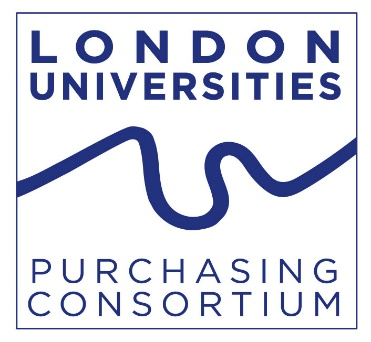 LONDON
UNIVERSITIES
PURCHASING
CONSORTIUM